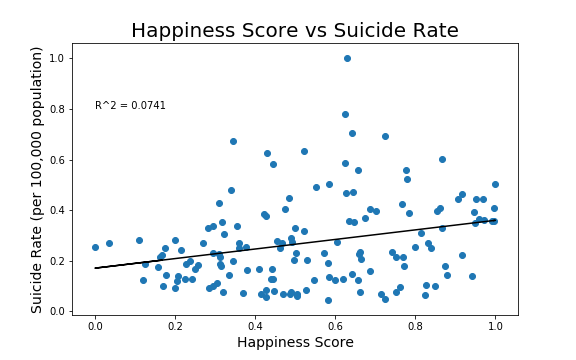 Happiness Score vs Suicide Rate
Suicide Rate (per 100,000 population)
1.0
0.8
0.6
0.4
0.2
0.0
R^2 = 0.0741
0.0 0.2 0.4 0.6 0.8 1.0
Happiness Score